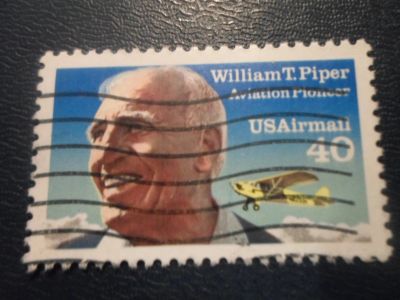 William T. Piper
Aviation Pioneer
USAirmail
40